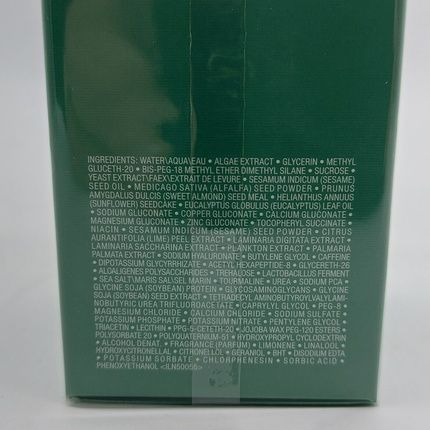 INGREDIENTS: WATER\AQUA\EAU • ALGAE EXTRACT • GLYCERIN • METHYL
GLUCETH-20 • BIS-PEG-18 METHYL ETHER DIMETHYL SILANE • SUCROSE •
YEAST EXTRACT\FAEX\EXTRAIT DE LEVURE • SESAMUM INDICUM (SESAME)
SEED OIL • MEDICAGO SATIVA (ALFALFA) SEED POWDER • PRUNUS
AMYGDALUS DULCIS (SWEET ALMOND) SEED MEAL • HELIANTHUS ANNUUS
(SUNFLOWER) SEEDCAKE • EUCALYPTUS GLOBULUS (EUCALYPTUS) LEAF OIL
• SODIUM GLUCONATE • COPPER GLUCONATE • CALCIUM GLUCONATE •
MAGNESIUM GLUCONATE • ZINC GLUCONATE • TOCOPHERYL SUCCINATE •
NIACIN • SESAMUM INDICUM (SESAME) SEED POWDER • CITRUS
AURANTIFOLIA (LIME) PEEL EXTRACT • LAMINARIA DIGITATA EXTRACT •
LAMINARIA SACCHARINA EXTRACT • PLANKTON EXTRACT • PALMARIA
PALMATA EXTRACT • SODIUM HYALURONATE • BUTYLENE GLYCOL • CAFFEINE
• DIPOTASSIUM GLYCYRRHIZATE • ACETYL HEXAPEPTIDE-8 • GLYCERETH-26
• ALGAE\GENES POLYSACCHARIDES • TREHALOSE • LACTOBACILLUS FERMENT
• SEA SALT\MARIS SAL\SEL MARIN • TOURMALINE • UREA • SODIUM PCA •
GLYCINE SOJA (SOYBEAN) PROTEIN • GLYCOSAMINOGLYCANS • GLYCINE
SOJA (SOYBEAN) SEED EXTRACT • TETRADECYL AMINOBUTYROYLVALYLAMI-
NOBUTYRIC UREA TRIFLUOROACETATE • CAPRYLYL GLYCOL • PEG-8 •
MAGNESIUM CHLORIDE • CALCIUM CHLORIDE • SODIUM SULFATE •
POTASSIUM PHOSPHATE • POTASSIUM NITRATE • PENTYLENE GLYCOL •
TRIACETIN • LECITHIN • PPG-5-CETETH-20 • JOJOBA WAX PEG-120 ESTERS •
POLYSORBATE 20 • POLYQUATERNIUM-51 • HYDROXYPROPYL CYCLODEXTRIN
• ALCOHOL DENAT. • FRAGRANCE (PARFUM) • LIMONENE • LINALOOL •
HYDROXYCITRONELLAL • CITRONELLOL • GERANIOL • BHT • DISODIUM EDTA
• POTASSIUM SORBATE • CHLORPHENESIN • SORBIC ACID •
PHENOXYETHANOL <ILN50056>